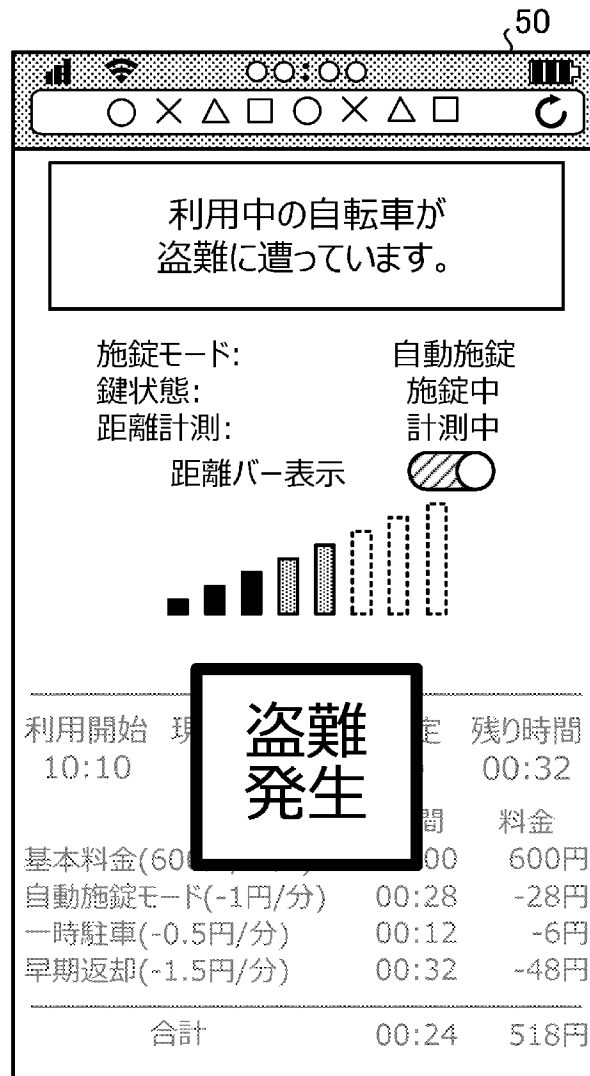 50
○○:○○
○×△□○×△□
利用中の自転車が
盗難に遭っています。
施錠モード: 自動施錠
鍵状態: 施錠中
距離計測: 計測中
距離バー表示
盗難
発生
利用開始 現 定 残り時間
10:10 00:32
間 料金
基本料金(60 00 600円
自動施錠モード(-1円/分) 00:28 -28円
一時駐車(-0.5円/分) 00:12 -6円
早期返却(-1.5円/分) 00:32 -48円
合計 00:24 518円